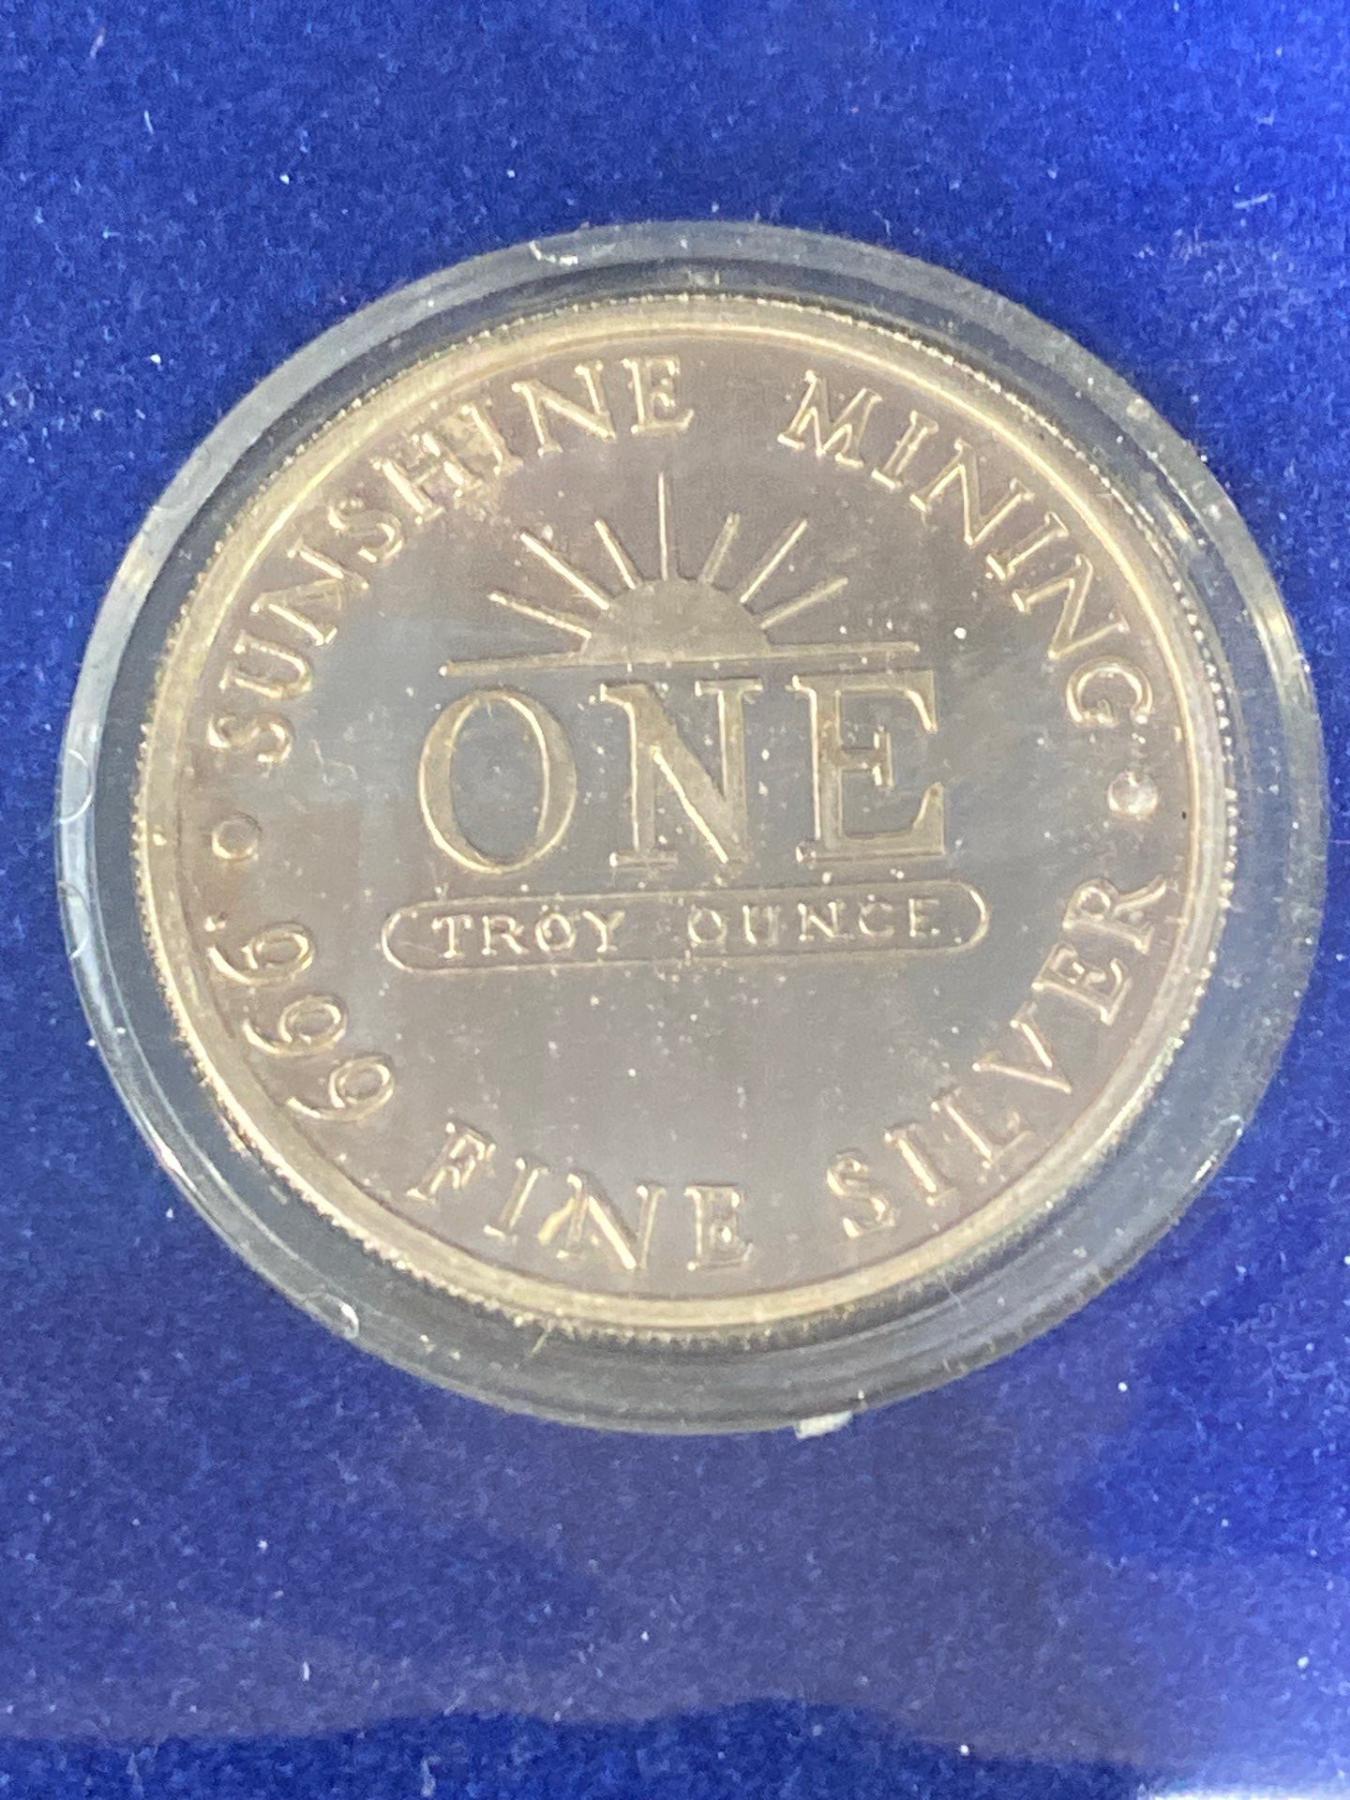 SUNSHINE MINING
ONE
TROY OUNCE
.999 FINE SILVER